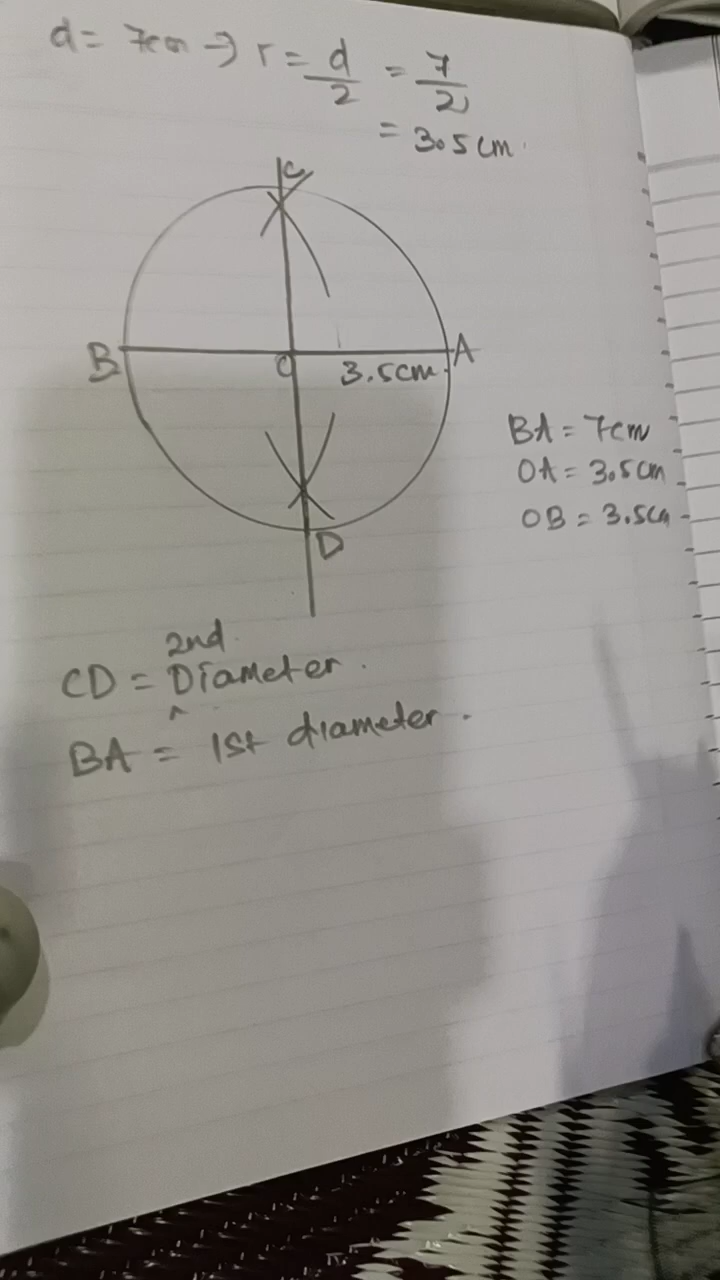 d = 7cm → r = d/2 = 7/2
= 3.5 cm.
C
B
O
3.5cm.
A
BA = 7cm
OA = 3.5cm
OB = 3.5cm
D
2nd
CD = Diameter.
BA = 1st diameter.